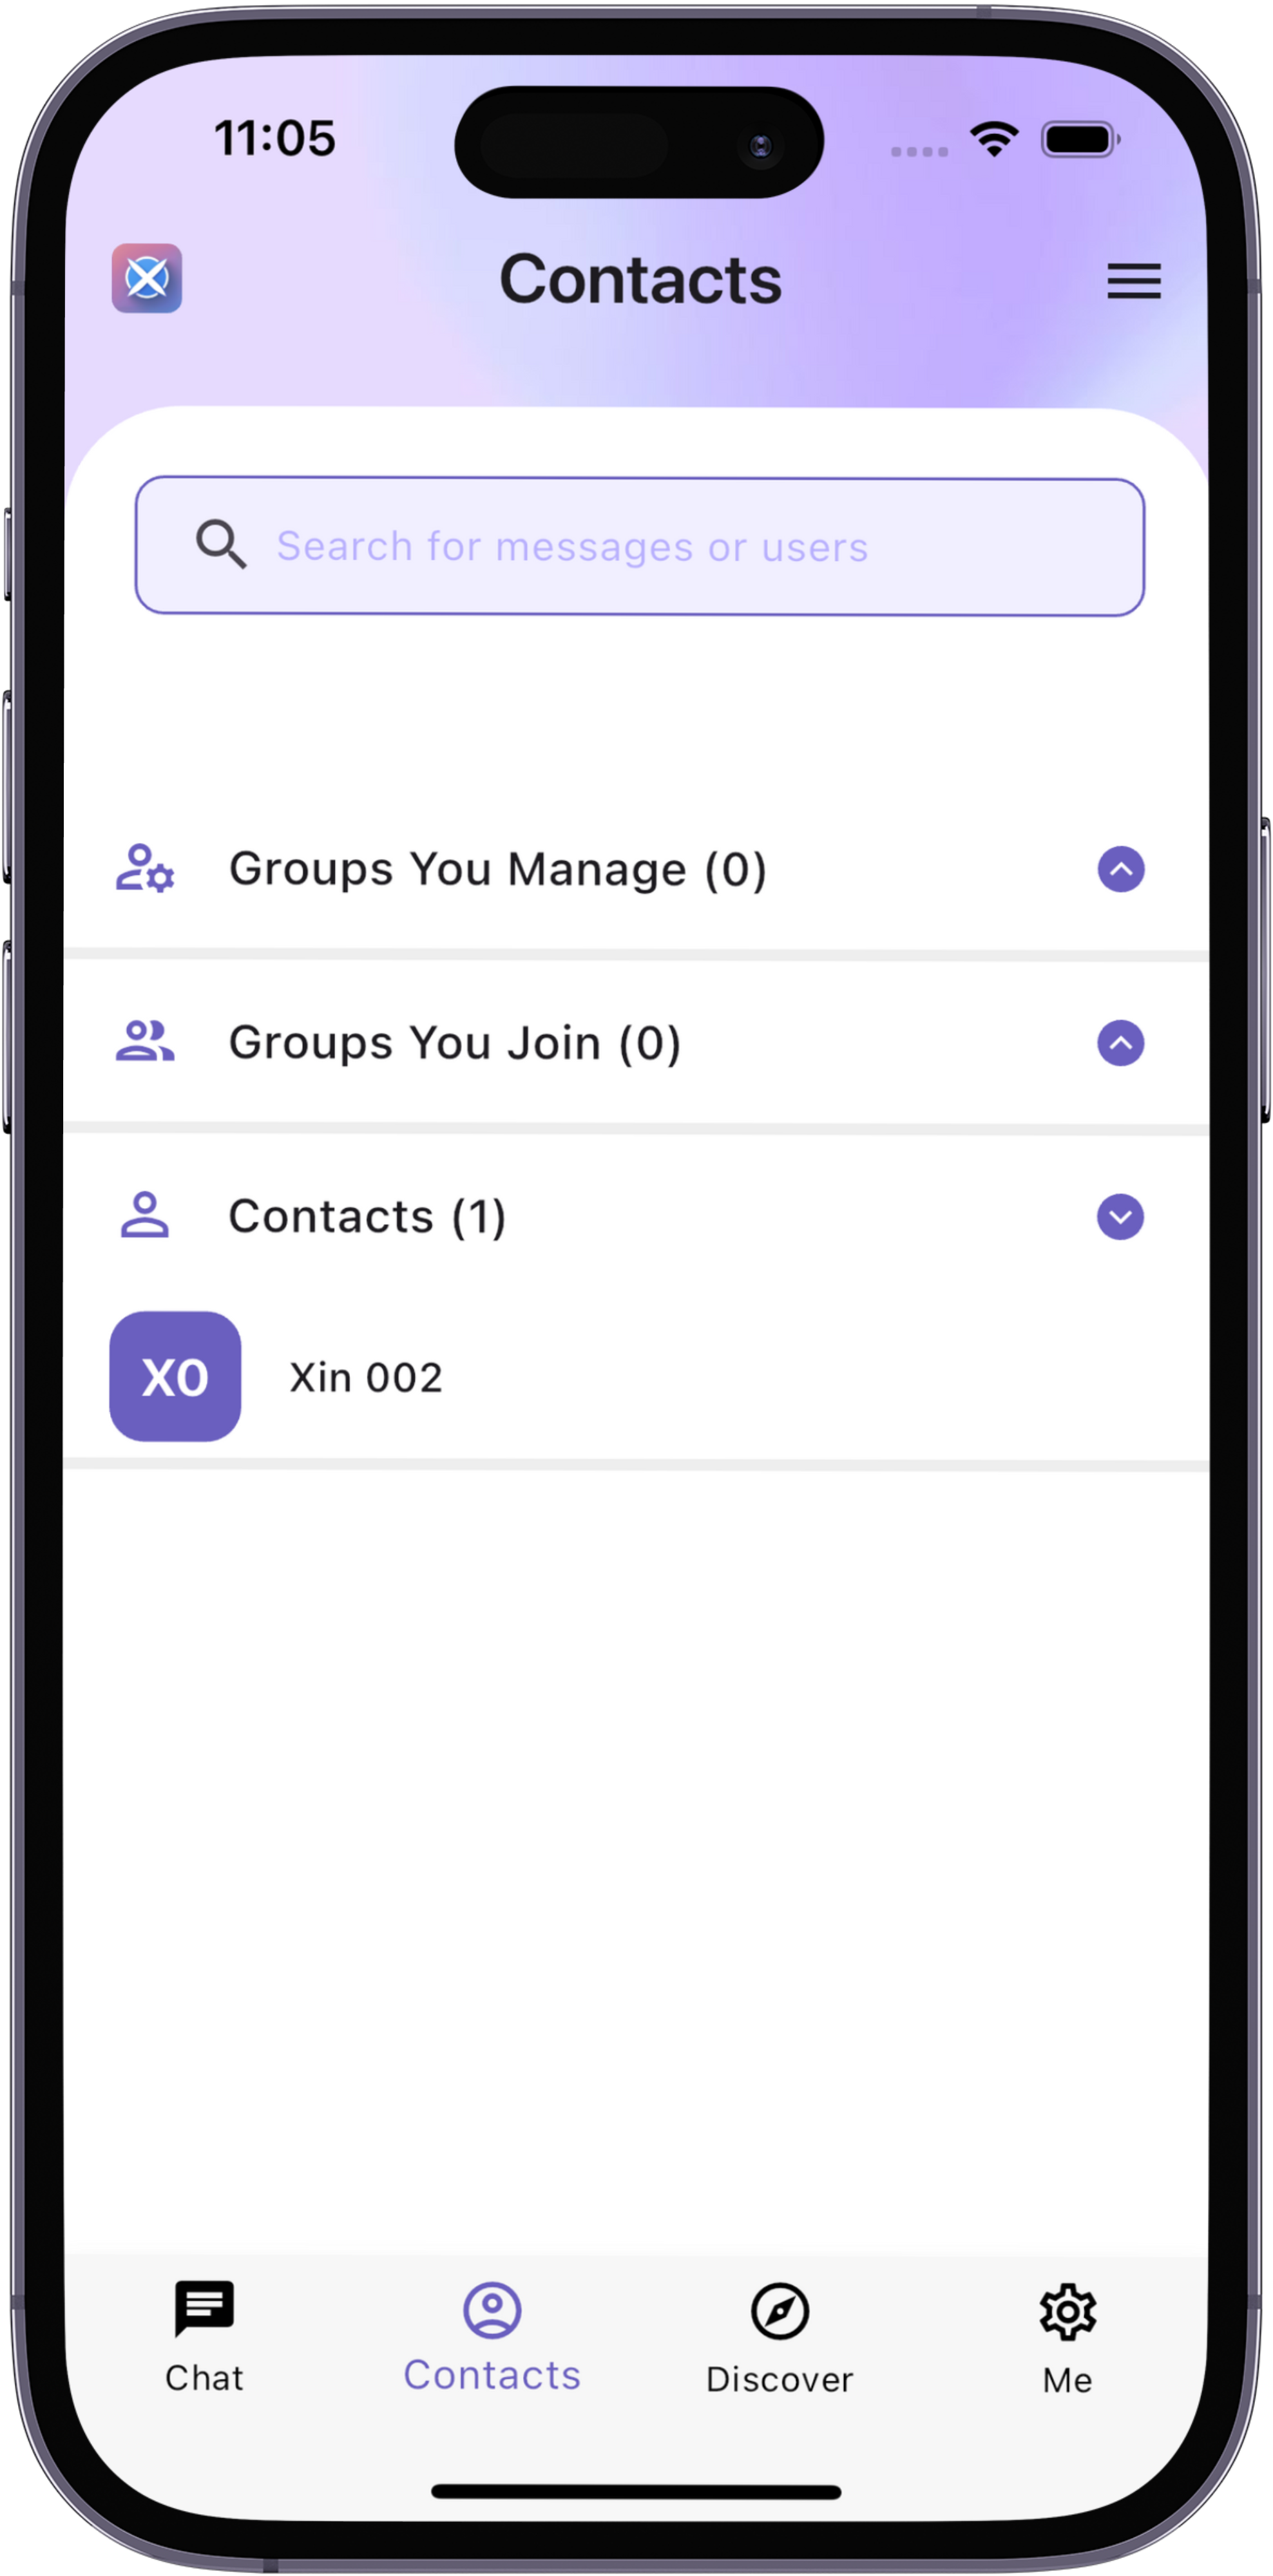 11:05
Contacts
Search for messages or users
Groups You Manage (0)
Groups You Join (0)
Contacts (1)
X0
Xin 002
Chat
Contacts
Discover
Me